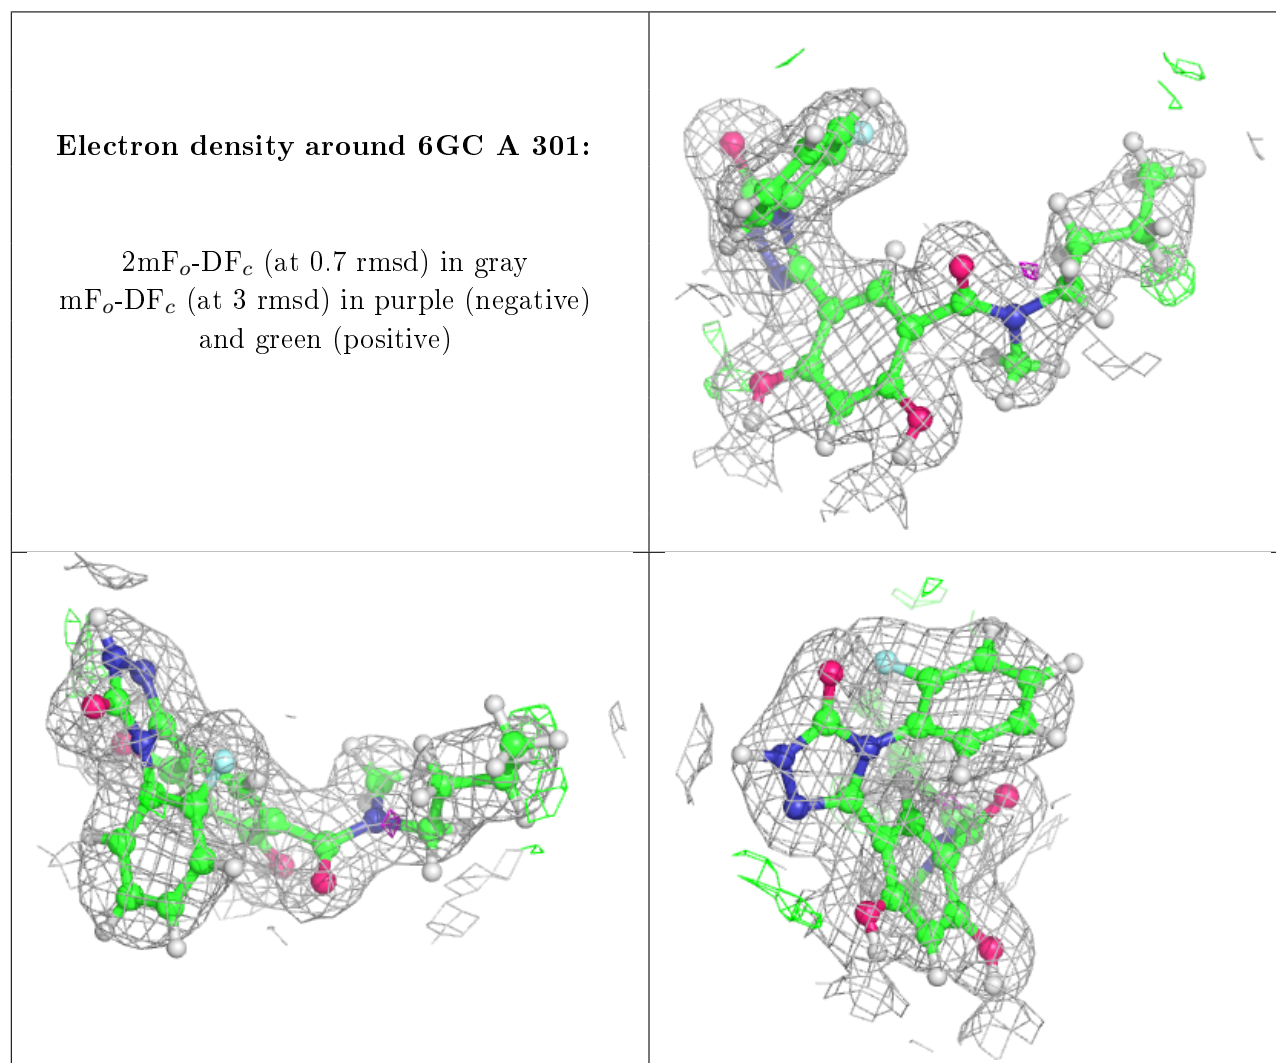 Electron density around 6GC A 301:
2mFo-DFc (at 0.7 rmsd) in gray
mFo-DFc (at 3 rmsd) in purple (negative)
and green (positive)